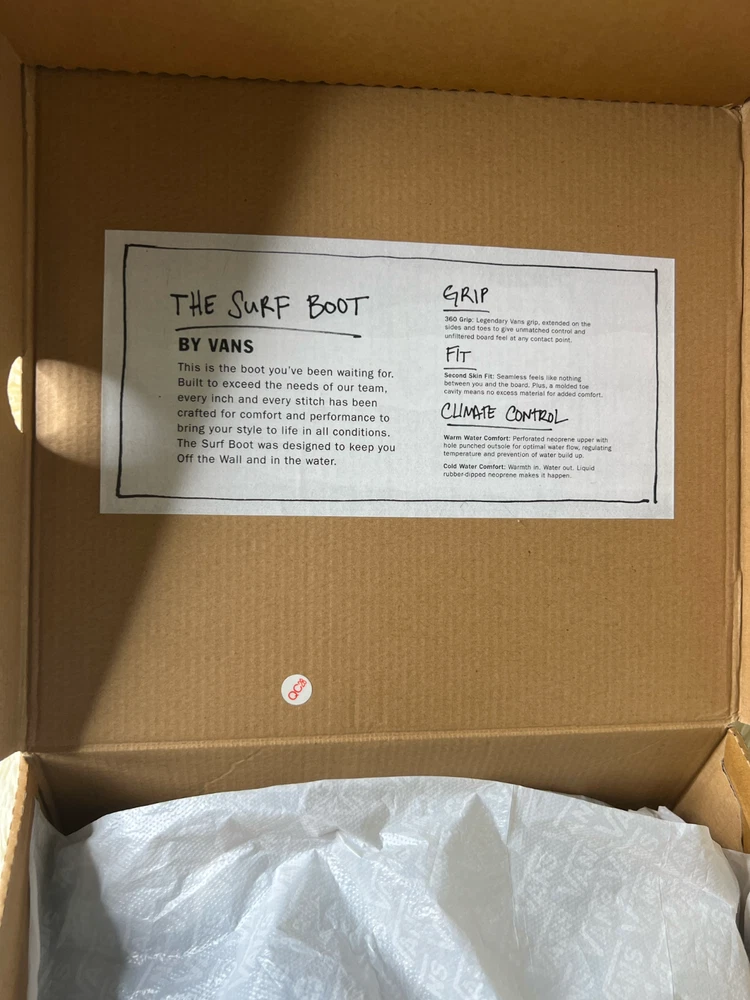 THE SURF BOOT
BY VANS
This is the boot you've been waiting for.
Built to exceed the needs of our team,
every inch and every stitch has been
crafted for comfort and performance to
bring your style to life in all conditions.
The Surf Boot was designed to keep you
Off the Wall and in the water.
GRIP
360 Grip: Legendary Vans grip, extended on the
sides and toes to give unmatched control and
unfiltered board feel at any contact point.
FIT
Second Skin Fit: Seamless feels like nothing
between you and the board. Plus, a molded toe
cavity means no excess material for added comfort.
CLIMATE CONTROL
Warm Water Comfort: Perforated neoprene upper with
hole punched outsole for optimal water flow, regulating
temperature and prevention of water build up.
Cold Water Comfort: Warmth in. Water out. Liquid
rubber-dipped neoprene makes it happen.
QC
VANS